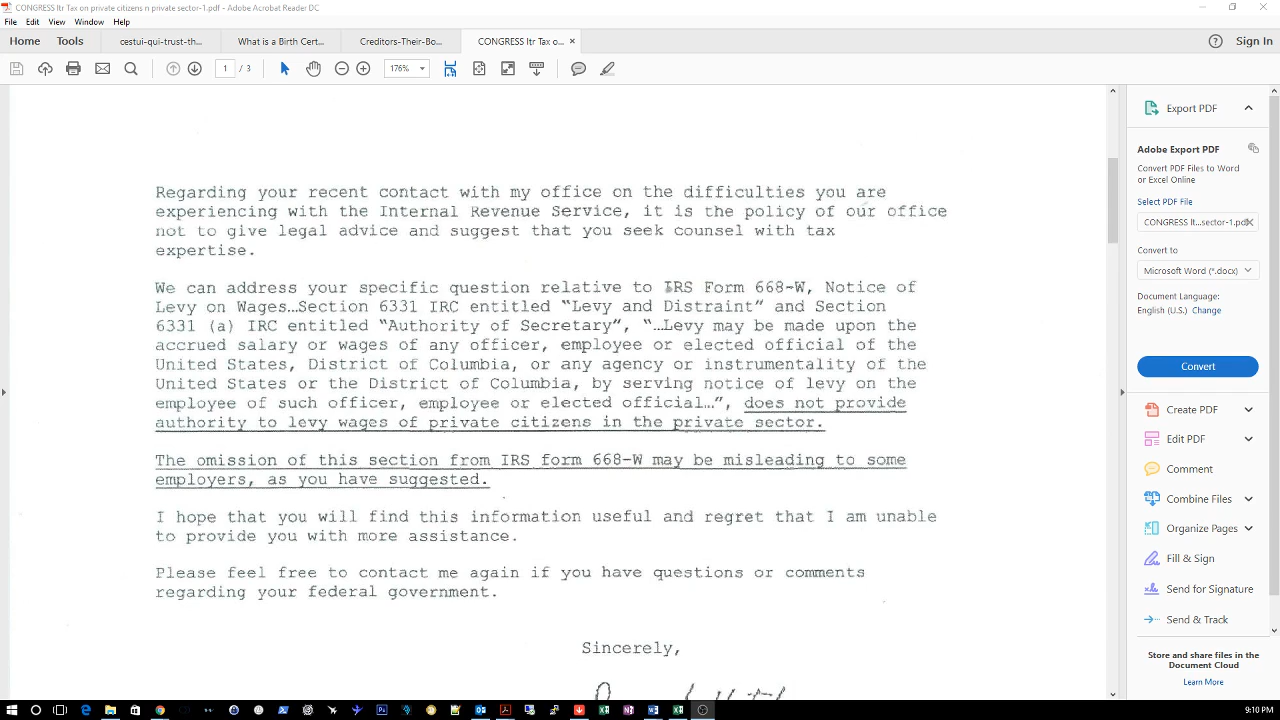 CONGRESS ltr Tax on private citizens n private sector-1.pdf - Adobe Acrobat Reader DC
File Edit View Window Help
Home Tools cestui-qui-trust-th... What is a Birth Cert... Creditors-Their-Bo... CONGRESS ltr Tax o... ×
Sign In
1 / 3 176%
Regarding your recent contact with my office on the difficulties you are
experiencing with the Internal Revenue Service, it is the policy of our office
not to give legal advice and suggest that you seek counsel with tax
expertise.
We can address your specific question relative to IRS Form 668-W, Notice of
Levy on Wages…Section 6331 IRC entitled “Levy and Distraint” and Section
6331 (a) IRC entitled “Authority of Secretary”, “…Levy may be made upon the
accrued salary or wages of any officer, employee or elected official of the
United States, District of Columbia, or any agency or instrumentality of the
United States or the District of Columbia, by serving notice of levy on the
employee of such officer, employee or elected official…”, does not provide
authority to levy wages of private citizens in the private sector.
The omission of this section from IRS form 668-W may be misleading to some
employers, as you have suggested.
I hope that you will find this information useful and regret that I am unable
to provide you with more assistance.
Please feel free to contact me again if you have questions or comments
regarding your federal government.
Sincerely,
Export PDF
Adobe Export PDF
Convert PDF Files to Word
or Excel Online
Select PDF File
CONGRESS lt...sector-1.pdf
Convert to
Microsoft Word (*.docx)
Document Language:
English (U.S.) Change
Convert
Create PDF
Edit PDF
Comment
Combine Files
Organize Pages
Fill & Sign
Send for Signature
Send & Track
Store and share files in the
Document Cloud
Learn More
9:10 PM